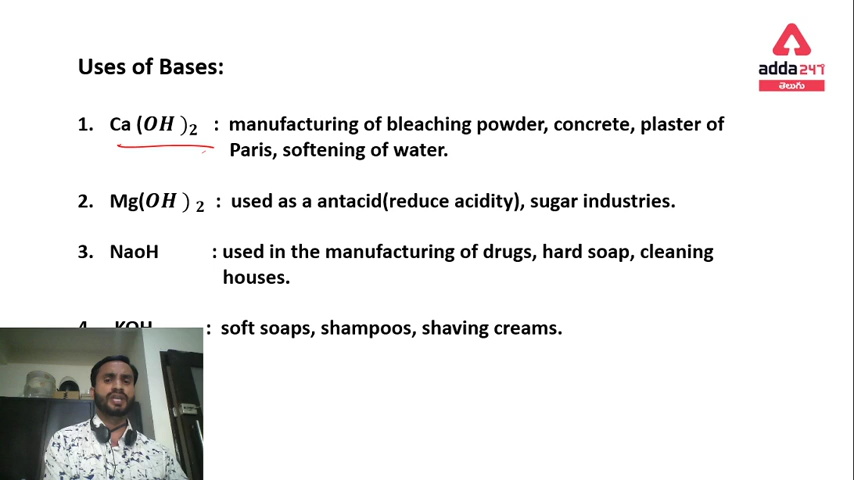 Uses of Bases:
adda247
తెలుగు
1. Ca (OH )2 : manufacturing of bleaching powder, concrete, plaster of
Paris, softening of water.
2. Mg(OH ) 2 : used as a antacid(reduce acidity), sugar industries.
3. NaoH : used in the manufacturing of drugs, hard soap, cleaning
houses.
4. KOH : soft soaps, shampoos, shaving creams.